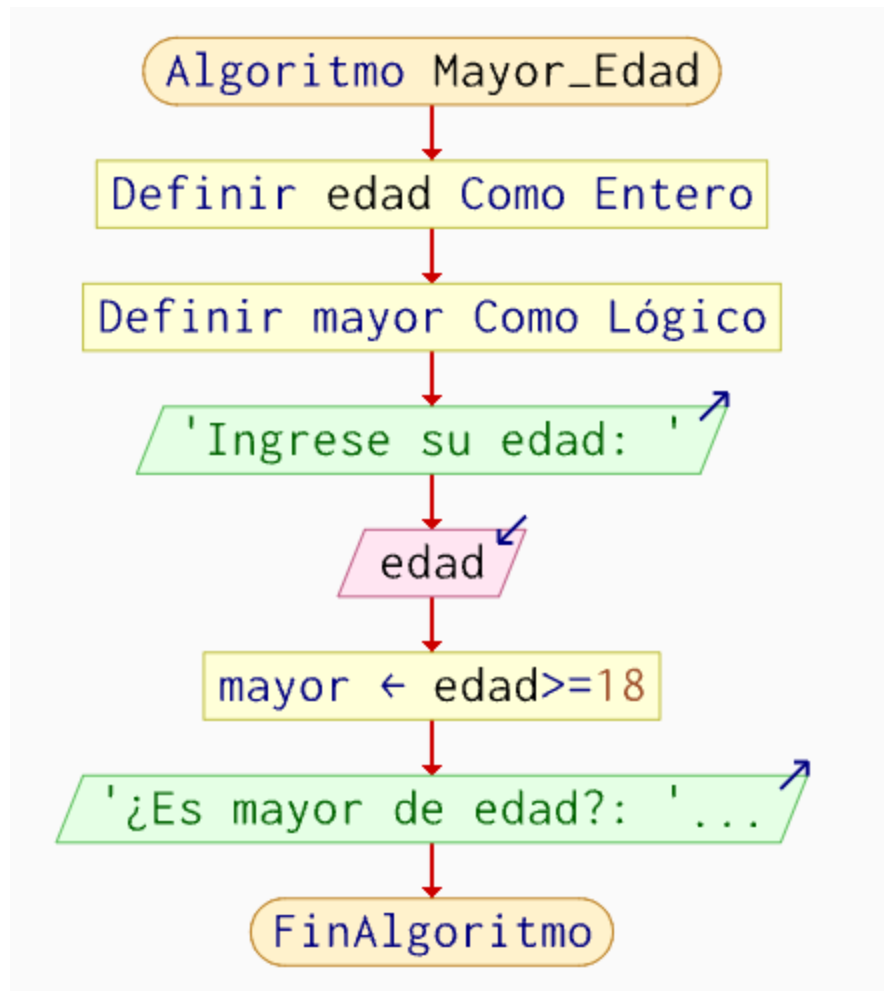 Algoritmo Mayor_Edad
Definir edad Como Entero
Definir mayor Como Lógico
'Ingrese su edad: '
edad
mayor ← edad>=18
'¿Es mayor de edad?: '...
FinAlgoritmo